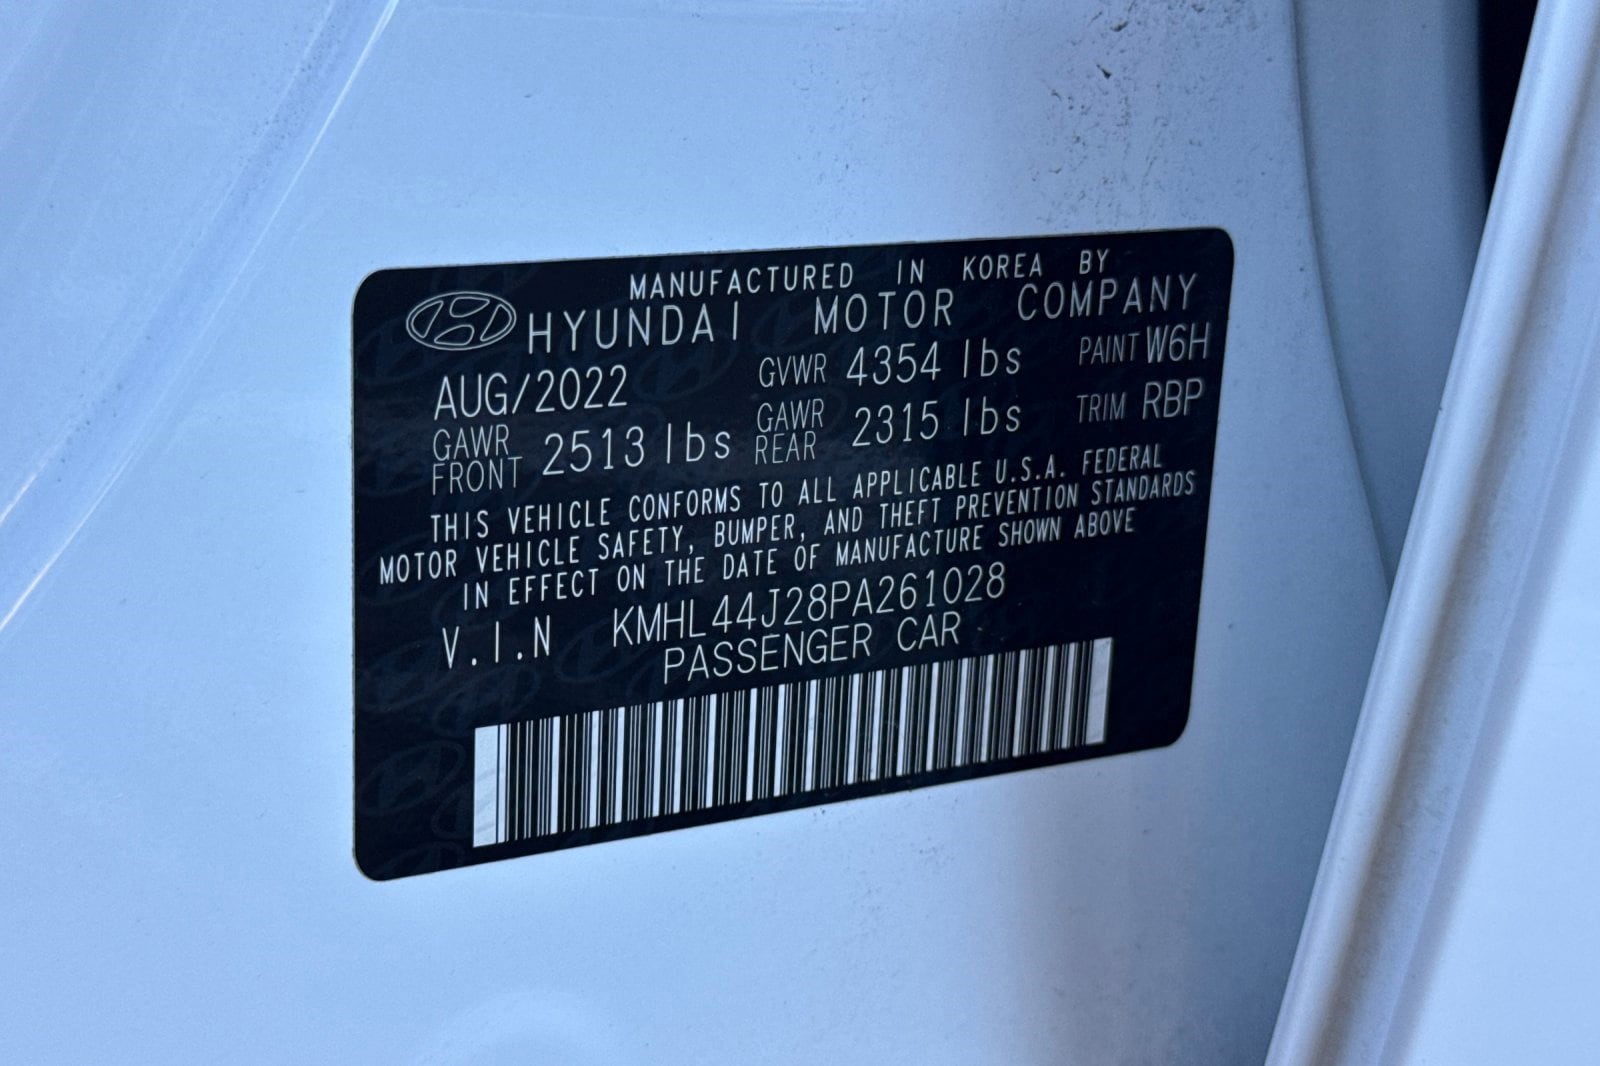 MANUFACTURED IN KOREA BY
HYUNDAI MOTOR COMPANY
AUG/2022 GVWR 4354 lbs PAINT W6H
GAWR FRONT 2513 lbs GAWR REAR 2315 lbs TRIM RBP
THIS VEHICLE CONFORMS TO ALL APPLICABLE U.S.A. FEDERAL
MOTOR VEHICLE SAFETY, BUMPER, AND THEFT PREVENTION STANDARDS
IN EFFECT ON THE DATE OF MANUFACTURE SHOWN ABOVE
V.I.N KMHL44J28PA261028
PASSENGER CAR